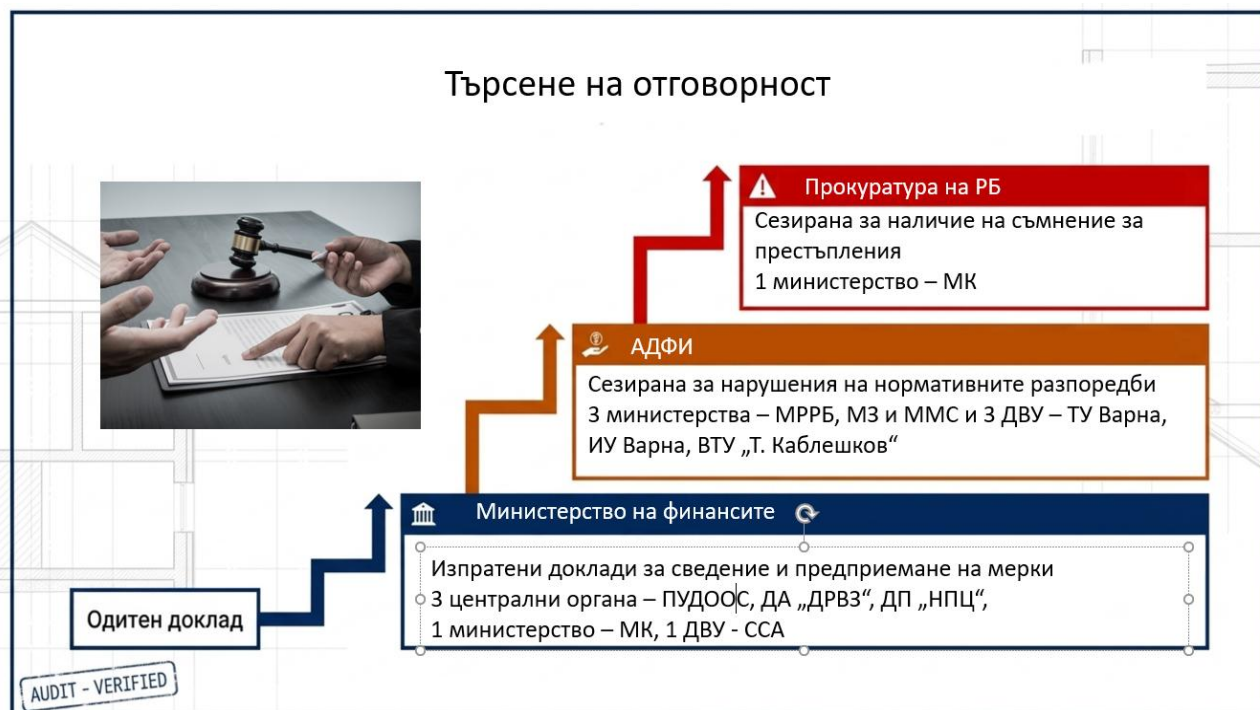 Търсене на отговорност
Прокуратура на РБ
Сезирана за наличие на съмнение за
престъпления
1 министерство – МК
АДФИ
Сезирана за нарушения на нормативните разпоредби
3 министерства – МРРБ, МЗ и ММС и 3 ДВУ – ТУ Варна,
ИУ Варна, ВТУ „Т. Каблешков“
Министерство на финансите
Изпратени доклади за сведение и предприемане на мерки
3 централни органа – ПУДООС, ДА „ДРВЗ“, ДП „НПЦ“,
1 министерство – МК, 1 ДВУ - ССА
Одитен доклад
AUDIT - VERIFIED